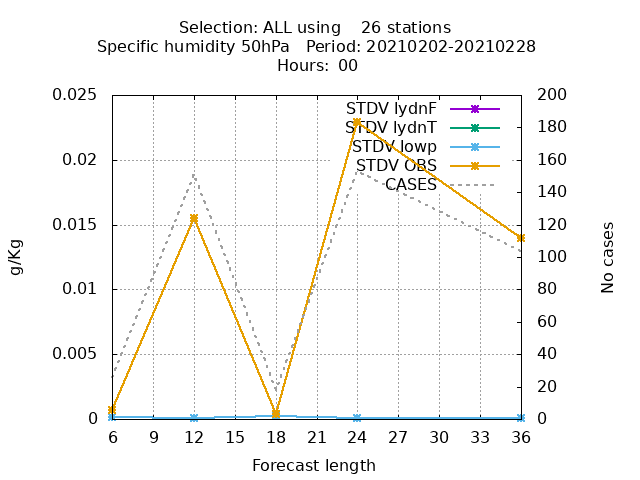 Selection: ALL using    26 stations
Specific humidity 50hPa   Period: 20210202-20210228
Hours:  00
STDV IydnF
STDV IydnT
STDV lowp
STDV OBS
CASES
0.025
0.02
0.015
0.01
0.005
0
200
180
160
140
120
100
80
60
40
20
0
g/Kg
No cases
6 9 12 15 18 21 24 27 30 33 36
Forecast length